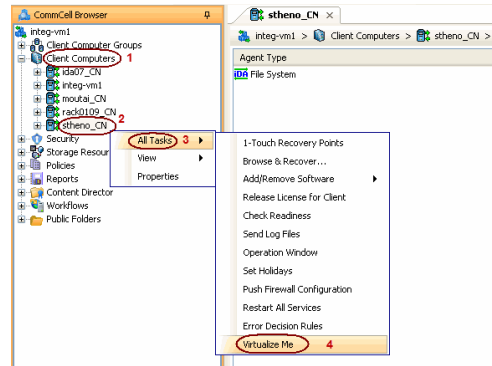 CommCell Browser
integ-vm1
Client Computer Groups
Client Computers 1
ida07_CN
integ-vm1
moutai_CN
rack0109_CN
stheno_CN 2
Security
Storage Resour
Policies
Reports
Content Director
Workflows
Public Folders
All Tasks 3
View
Properties
1-Touch Recovery Points
Browse & Recover...
Add/Remove Software
Release License for Client
Check Readiness
Send Log Files
Operation Window
Set Holidays
Push Firewall Configuration
Restart All Services
Error Decision Rules
Virtualize Me 4
stheno_CN ×
integ-vm1 > Client Computers > stheno_CN >
Agent Type
iDA File System